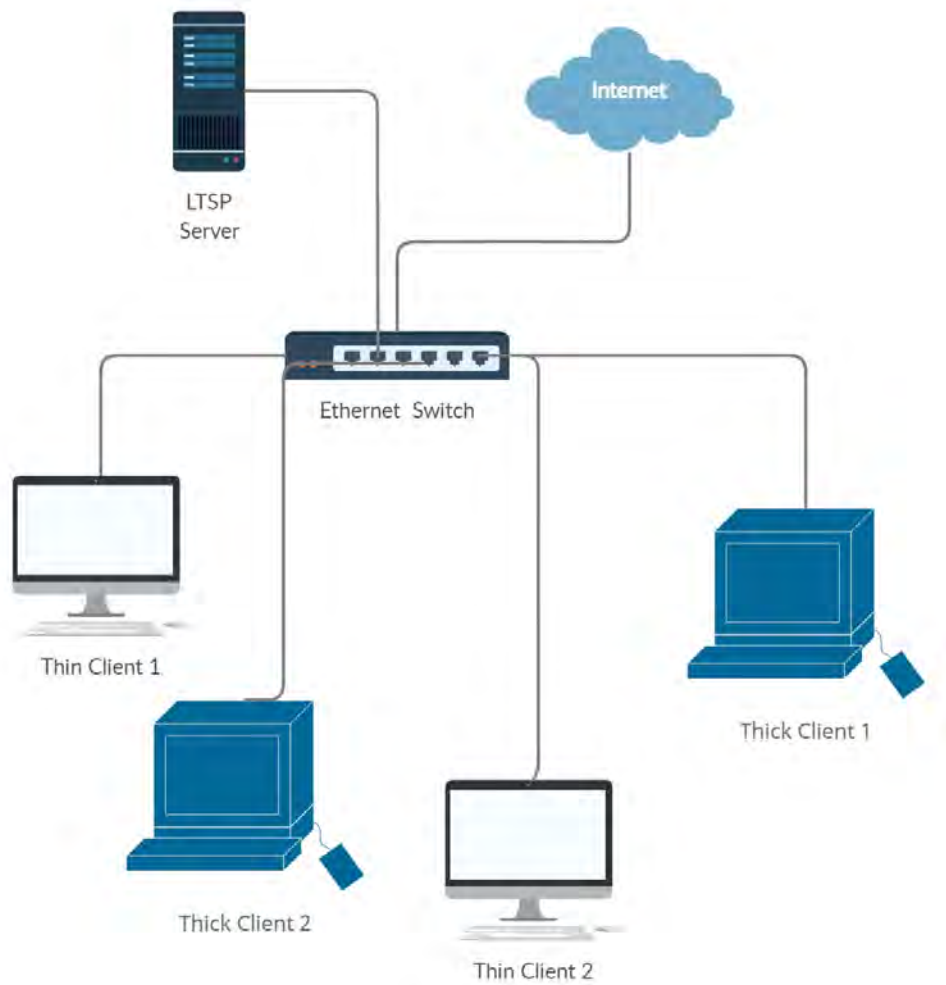 Internet
LTSP
Server
Ethernet Switch
Thin Client 1
Thick Client 1
Thick Client 2
Thin Client 2